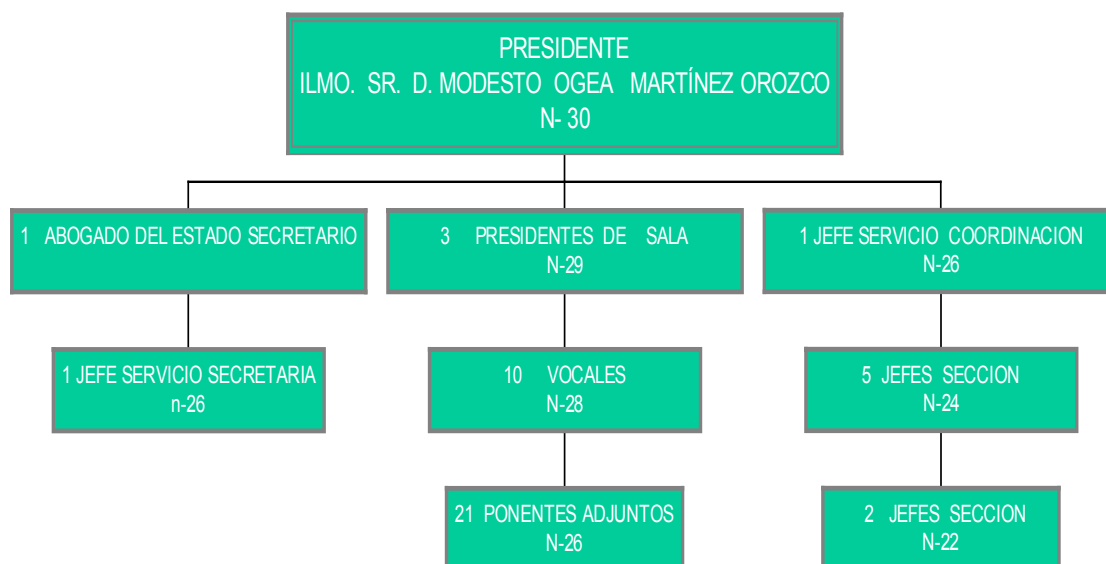 PRESIDENTE
ILMO. SR. D. MODESTO OGEA MARTÍNEZ OROZCO
N- 30
1 ABOGADO DEL ESTADO SECRETARIO
3 PRESIDENTES DE SALA
N-29
1 JEFE SERVICIO COORDINACION
N-26
1 JEFE SERVICIO SECRETARIA
n-26
10 VOCALES
N-28
5 JEFES SECCION
N-24
21 PONENTES ADJUNTOS
N-26
2 JEFES SECCION
N-22